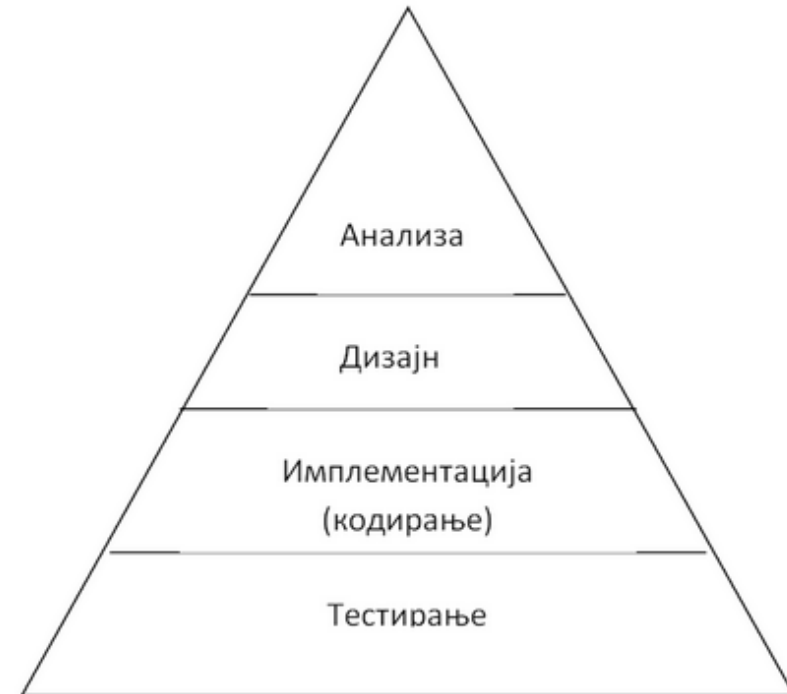 Анализа
Дизајн
Имплементација
(кодирање)
Тестирање